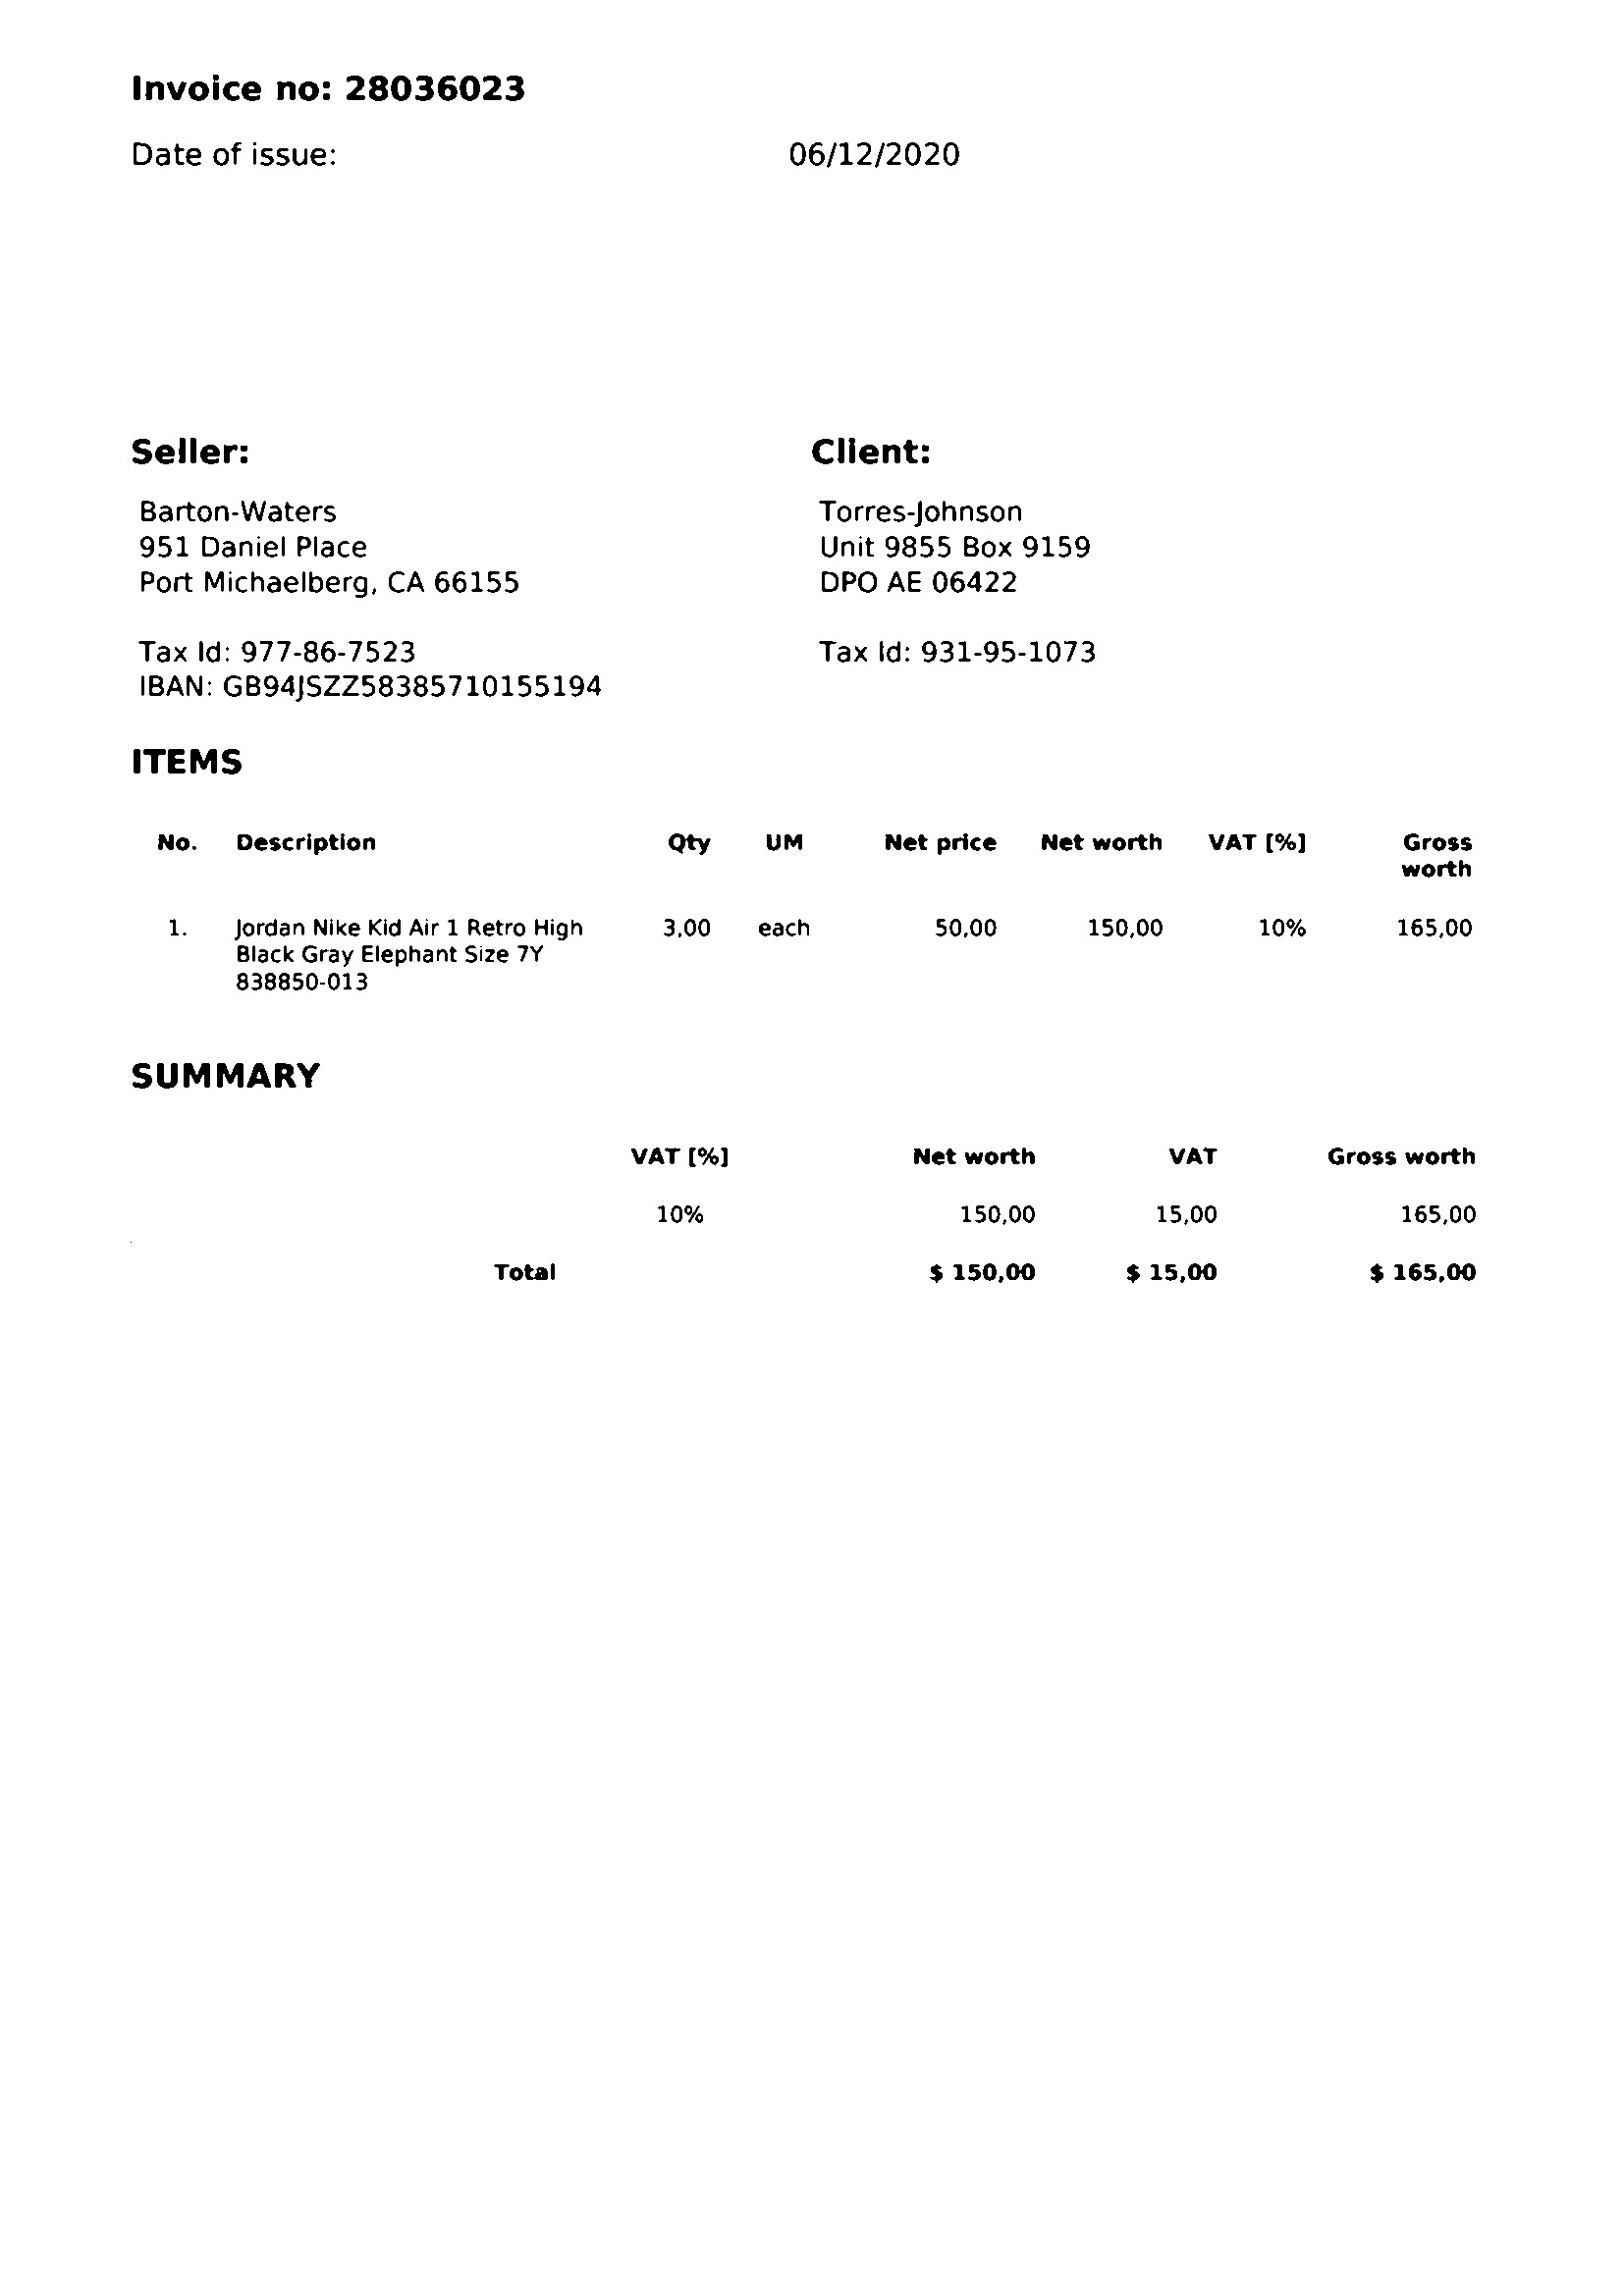 Invoice no: 28036023
Date of issue: 06/12/2020
Seller: Client:
Barton-Waters Torres-Johnson
951 Daniel Place Unit 9855 Box 9159
Port Michaelberg, CA 66155 DPO AE 06422
Tax Id: 977-86-7523 Tax Id: 931-95-1073
IBAN: GB94JSZZ58385710155194
ITEMS
No. Description Qty UM Net price Net worth VAT [%] Gross
worth
1. Jordan Nike Kid Air 1 Retro High 3,00 each 50,00 150,00 10% 165,00
Black Gray Elephant Size 7Y
838850-013
SUMMARY
VAT [%] Net worth VAT Gross worth
10% 150,00 15,00 165,00
Total $ 150,00 $ 15,00 $ 165,00